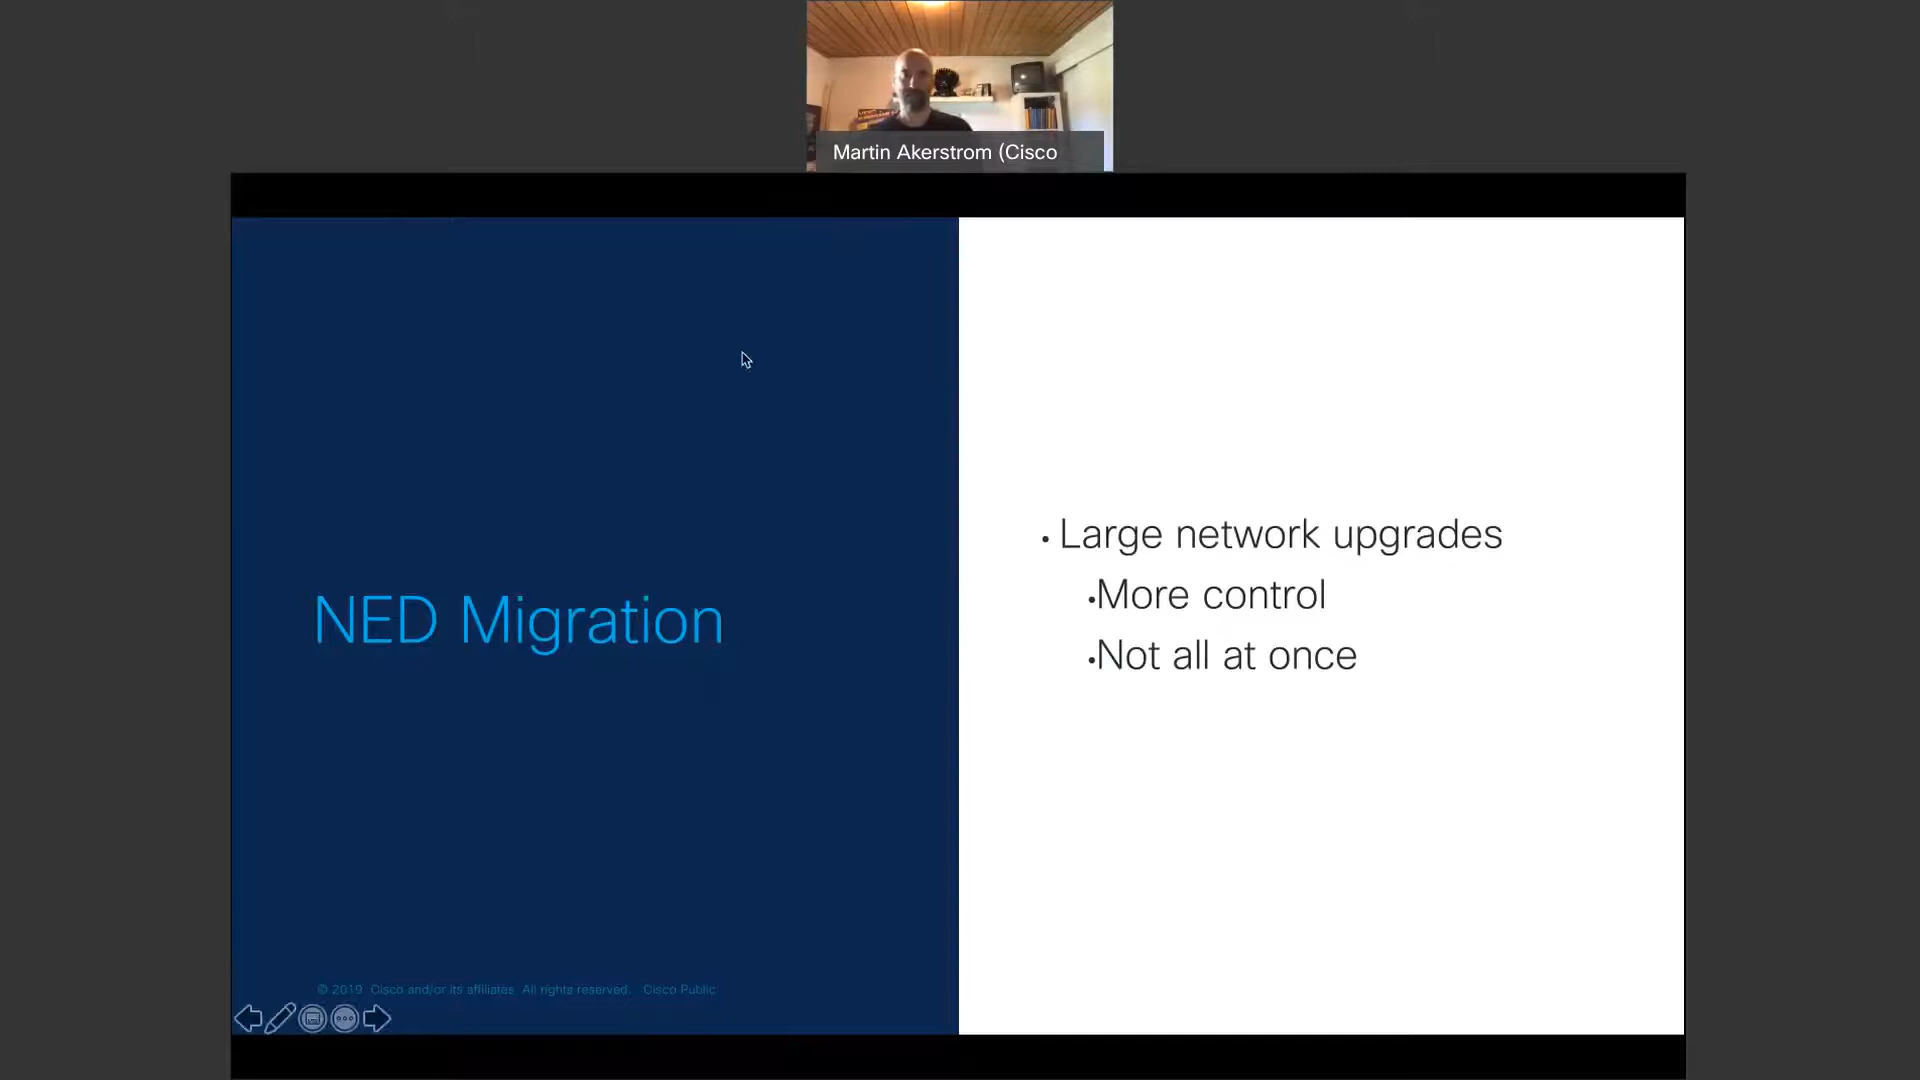 Martin Akerstrom (Cisco
NED Migration
• Large network upgrades
•More control
•Not all at once
© 2019 Cisco and/or its affiliates. All rights reserved. Cisco Public